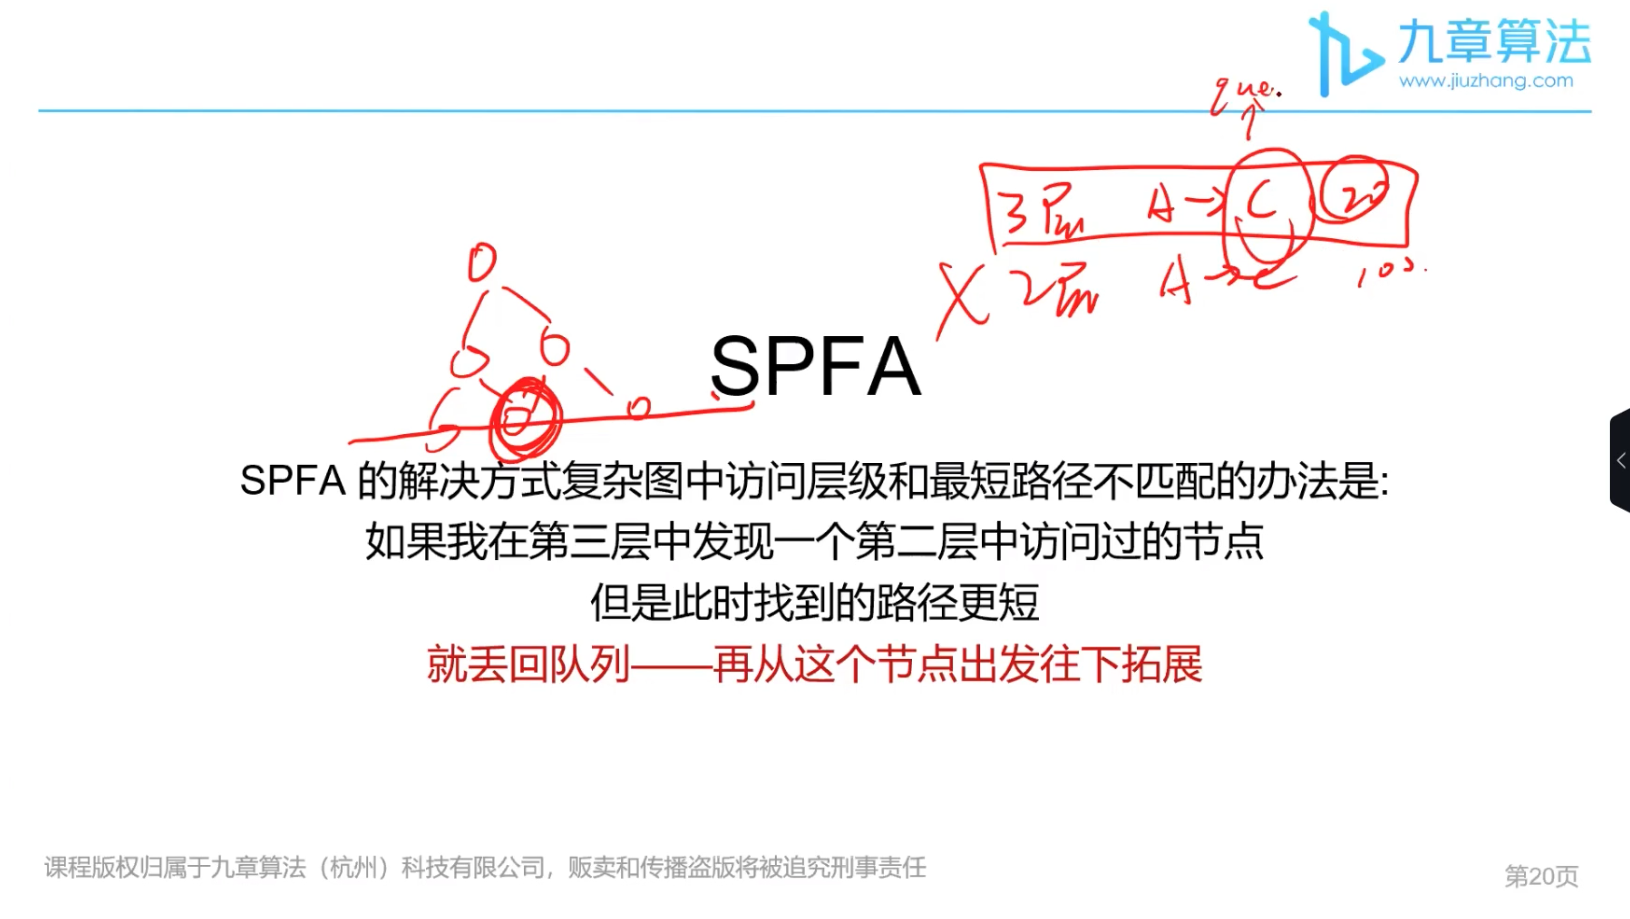 九章算法
www.jiuzhang.com
que.
3层 A→C 20
X 2层 A→C 100.
SPFA
SPFA 的解决方式复杂图中访问层级和最短路径不匹配的办法是:
如果我在第三层中发现一个第二层中访问过的节点
但是此时找到的路径更短
就丢回队列——再从这个节点出发往下拓展
课程版权归属于九章算法（杭州）科技有限公司，贩卖和传播盗版将被追究刑事责任
第20页